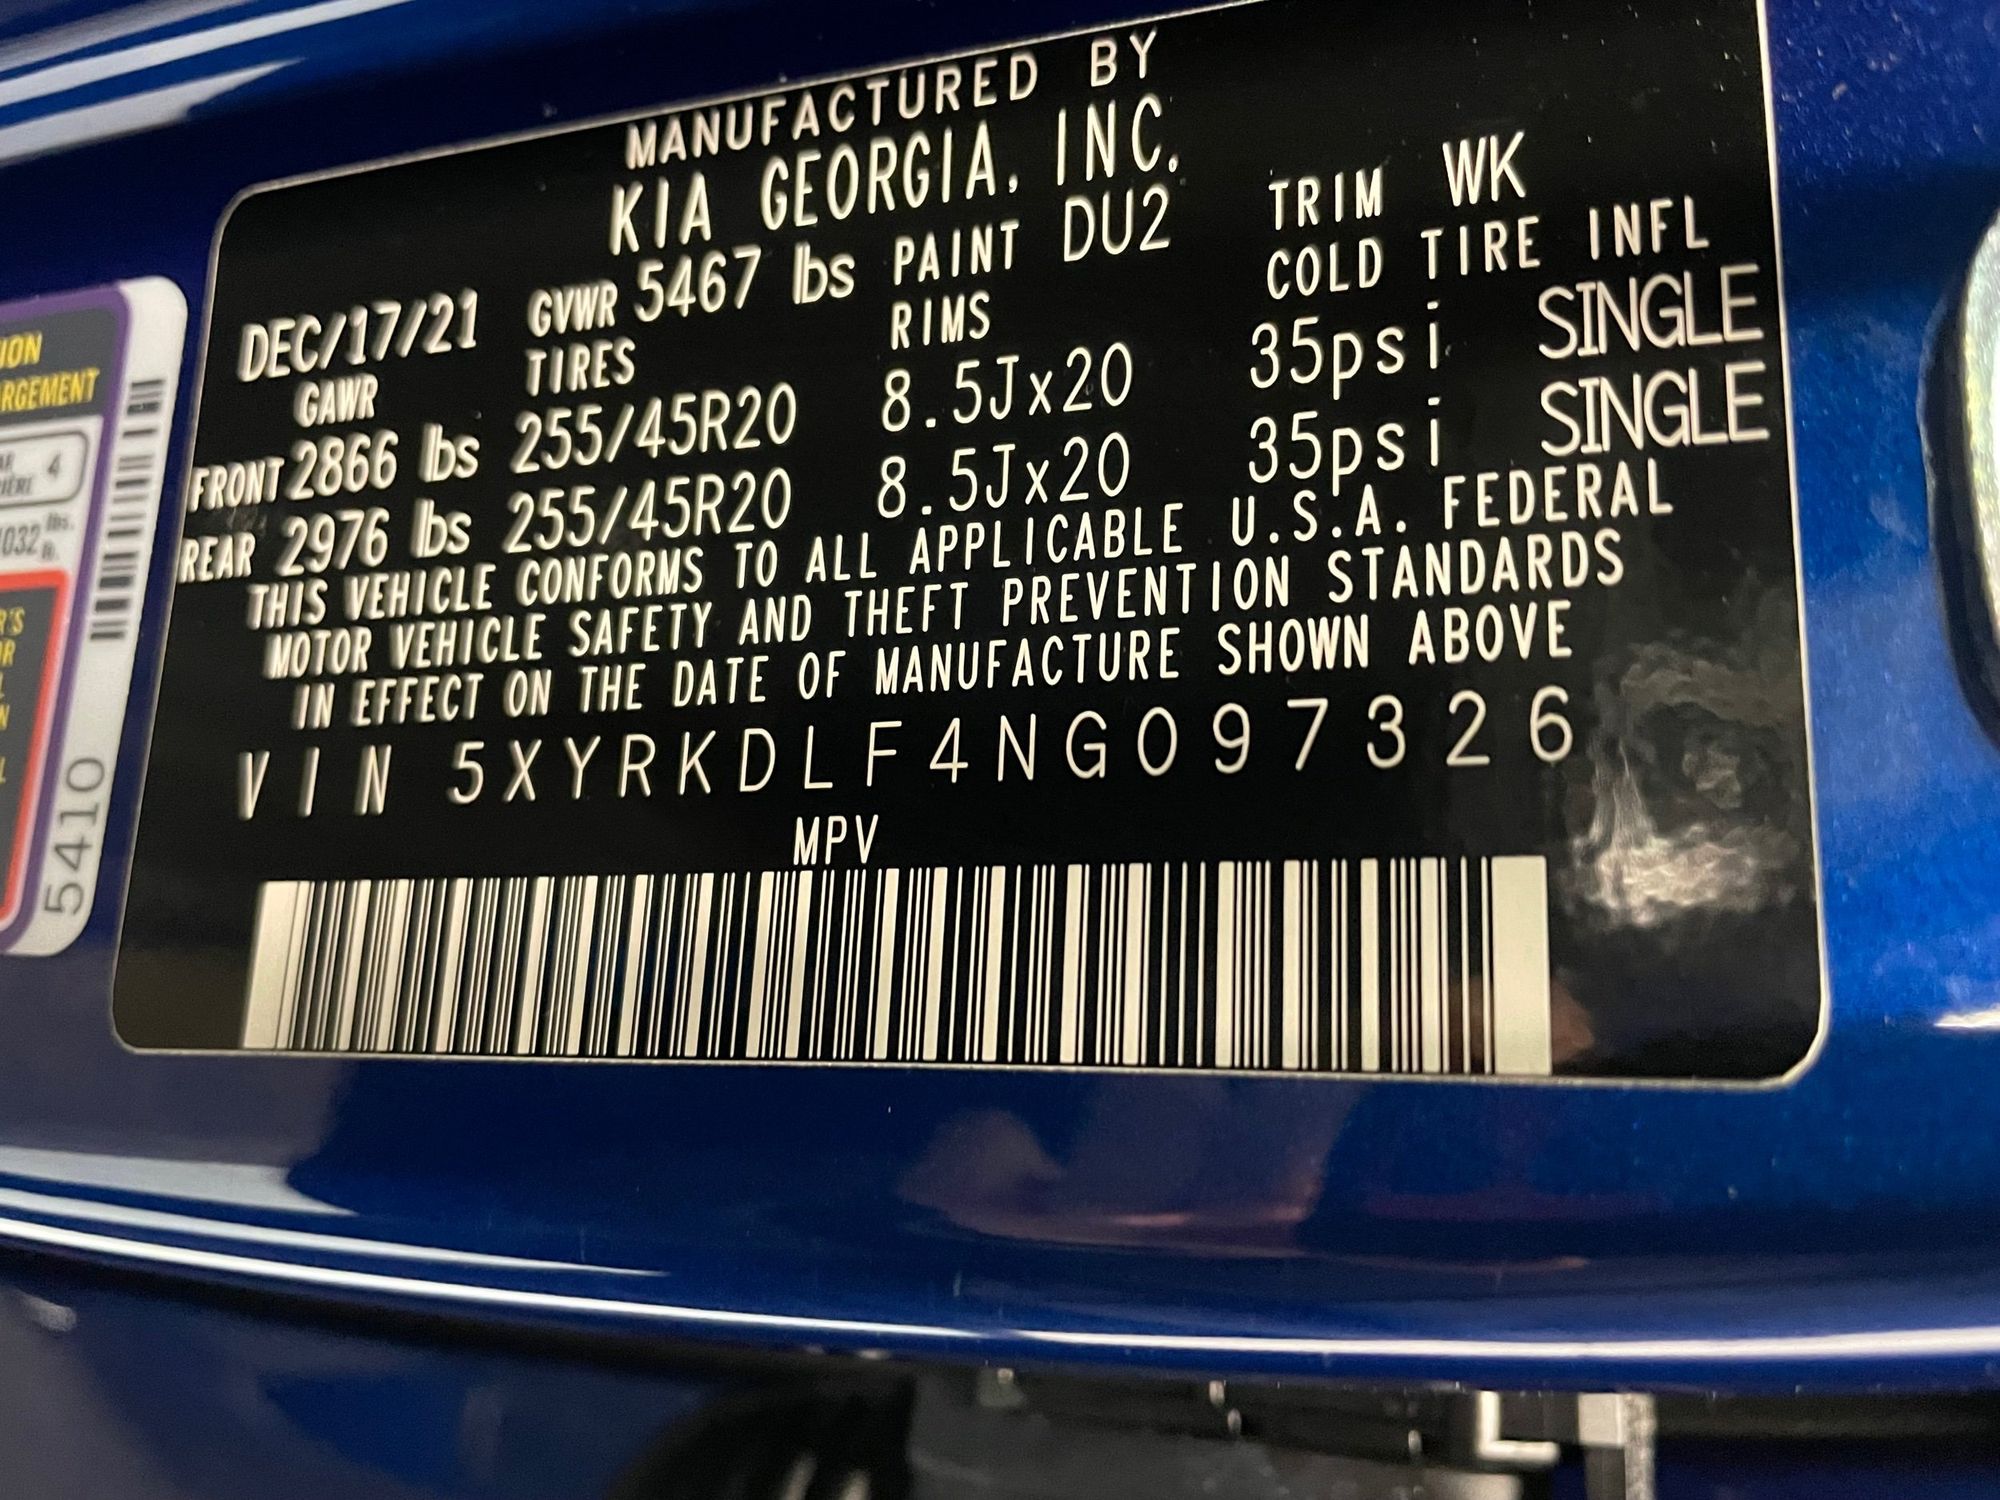 MANUFACTURED BY
KIA GEORGIA, INC.
DEC/17/21 GVWR 5467 lbs PAINT DU2 TRIM WK
GAWR TIRES RIMS COLD TIRE INFL
FRONT 2866 lbs 255/45R20 8.5Jx20 35psi SINGLE
REAR 2976 lbs 255/45R20 8.5Jx20 35psi SINGLE
THIS VEHICLE CONFORMS TO ALL APPLICABLE U.S.A. FEDERAL
MOTOR VEHICLE SAFETY AND THEFT PREVENTION STANDARDS
IN EFFECT ON THE DATE OF MANUFACTURE SHOWN ABOVE
VIN 5XYRKDLF4NG097326
MPV
4
lbs.
5410